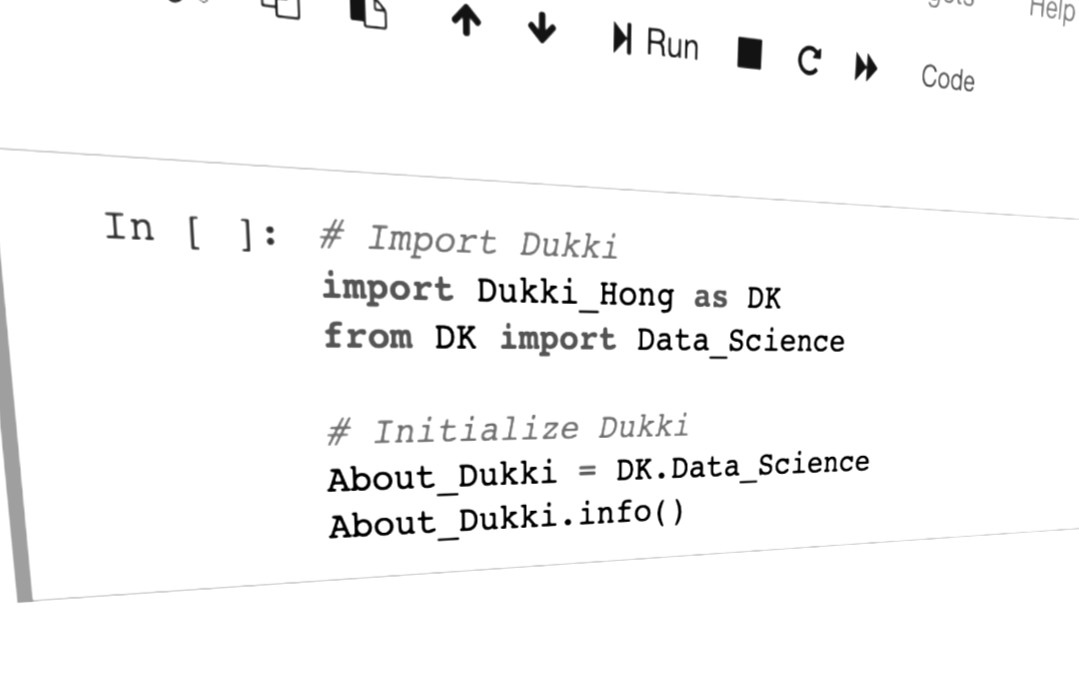 Help
Run
Code
In [ ]:
# Import Dukki
import Dukki_Hong as DK
from DK import Data_Science
# Initialize Dukki
About_Dukki = DK.Data_Science
About_Dukki.info()